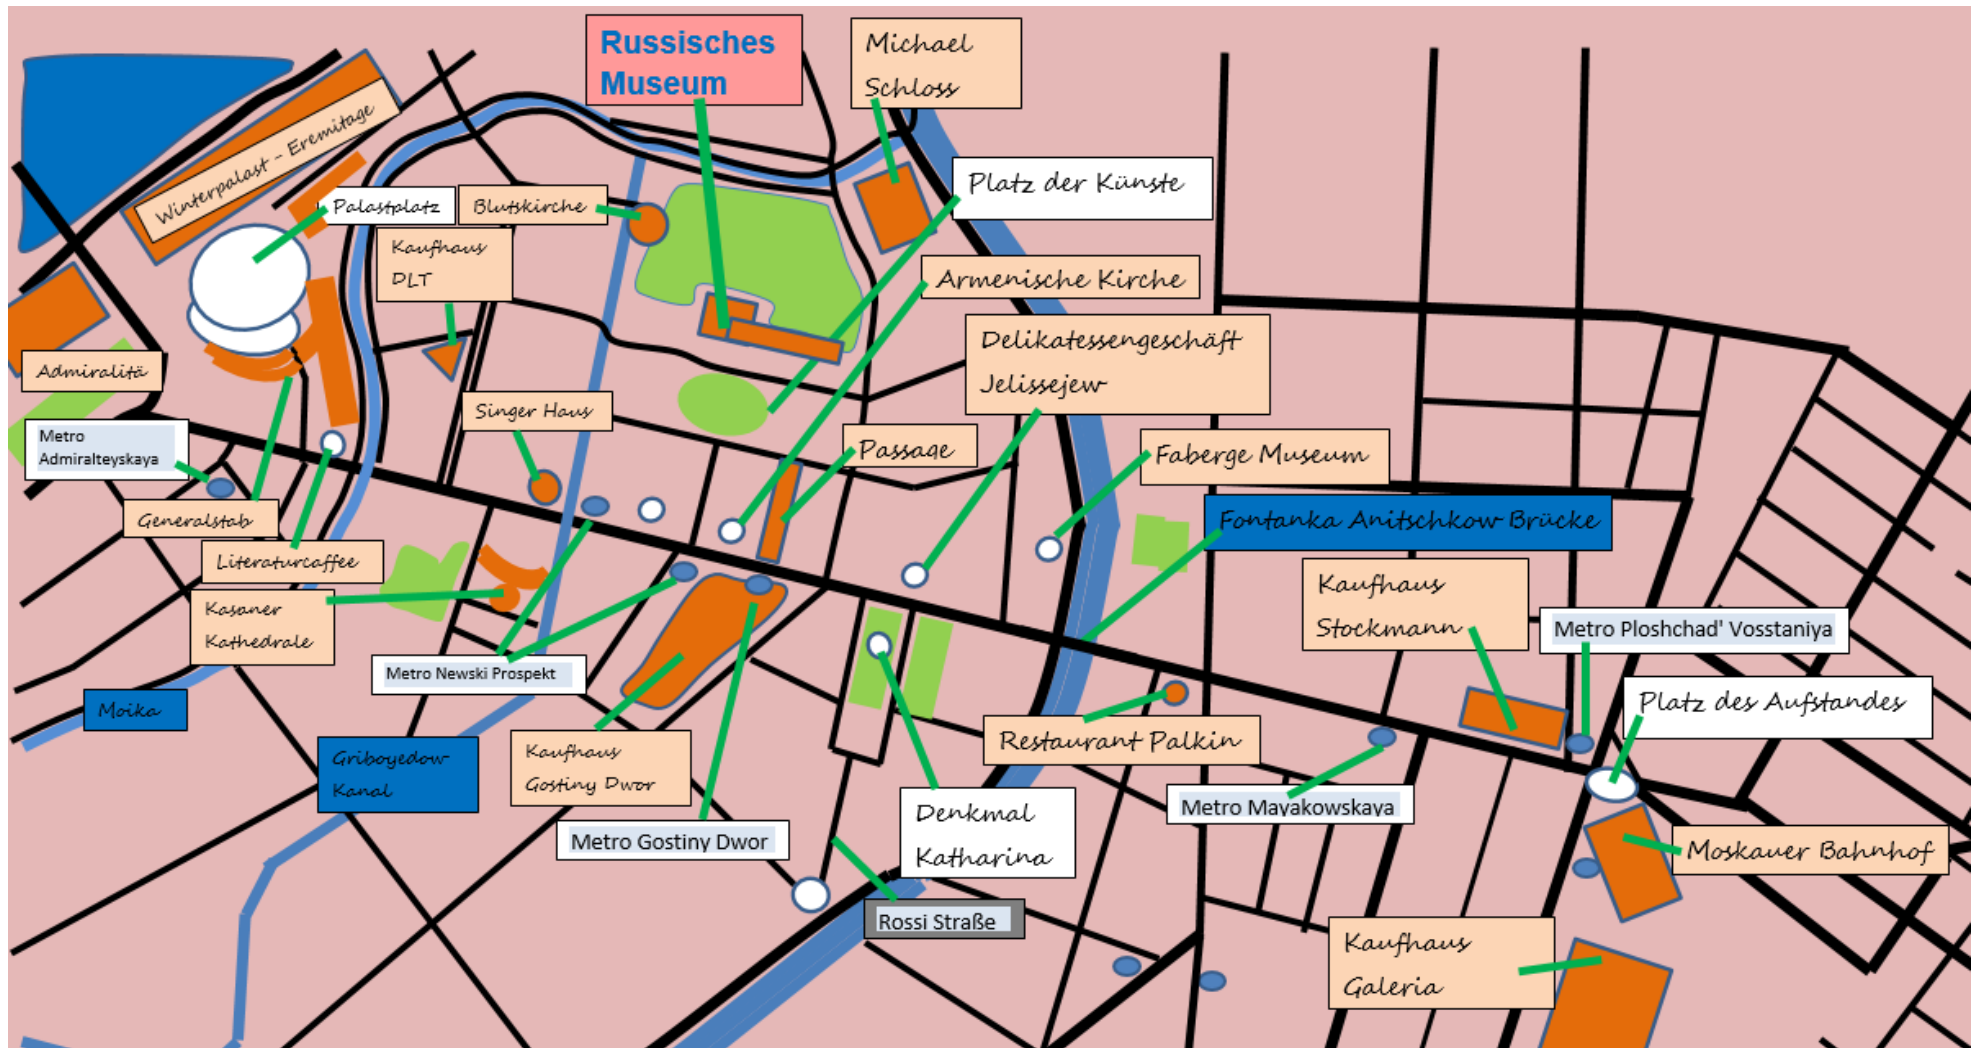 Russisches
Museum
Michael
Schloss
Winterpalast - Eremitage
Platz der Künste
Palastplatz
Blutskirche
Kaufhaus
DLT
Armenische Kirche
Delikatessengeschäft
Jelissejew
Admiralitä
Singer Haus
Metro
Admiralteyskaya
Passage
Faberge Museum
Generalstab
Fontanka Anitschkow Brücke
Literaturcaffee
Kaufhaus
Stockmann
Kasaner
Kathedrale
Metro Ploshchad' Vosstaniya
Metro Newski Prospekt
Platz des Aufstandes
Moika
Restaurant Palkin
Griboyedow
Kanal
Kaufhaus
Gostiny Dwor
Metro Mayakowskaya
Denkmal
Katharina
Metro Gostiny Dwor
Moskauer Bahnhof
Rossi Straße
Kaufhaus
Galeria